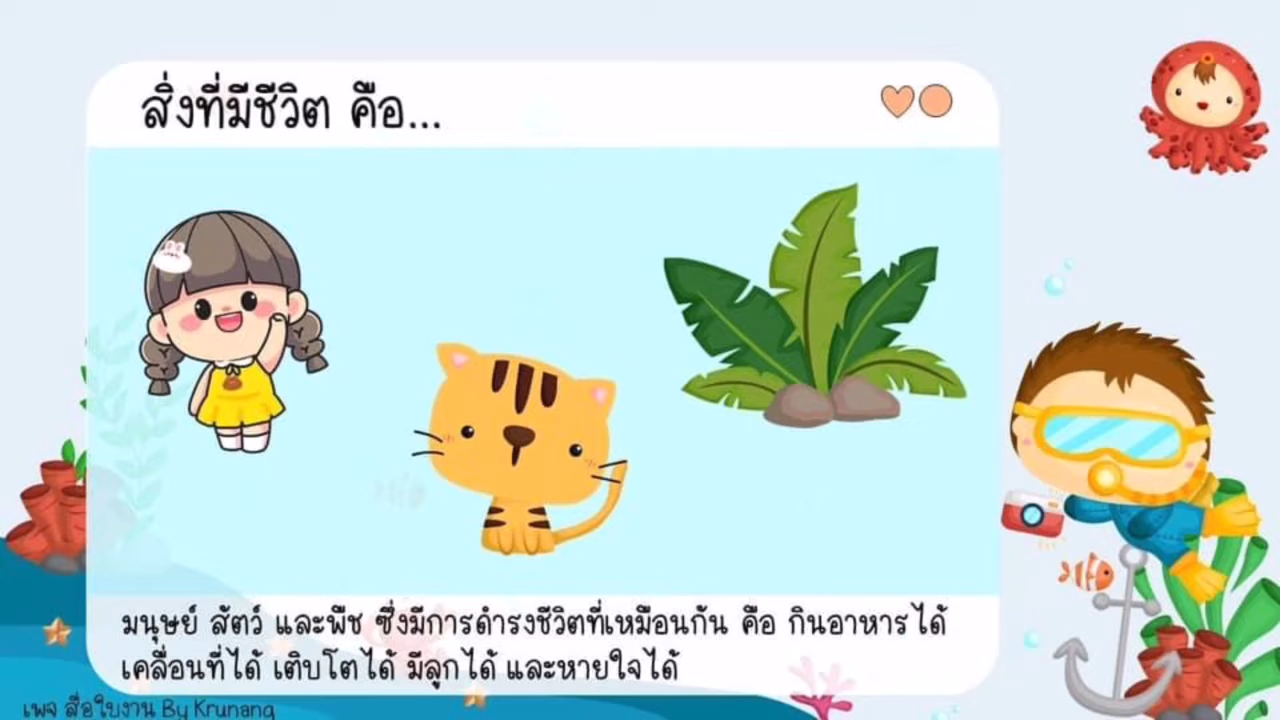 สิ่งที่มีชีวิต คือ...
มนุษย์ สัตว์ และพืช ซึ่งมีการดำรงชีวิตที่เหมือนกัน คือ กินอาหารได้
เคลื่อนที่ได้ เติบโตได้ มีลูกได้ และหายใจได้
เพจ สื่อใบงาน By Krunang